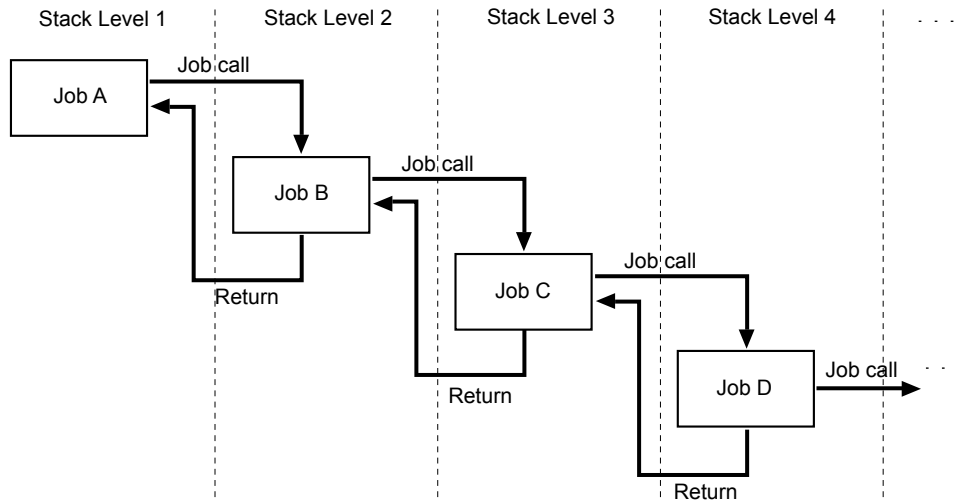 Stack Level 1 Stack Level 2 Stack Level 3 Stack Level 4 . . .
Job call
Job A
Job call
Job B
Job call
Return
Job C
Job call . .
Return
Job D
Return